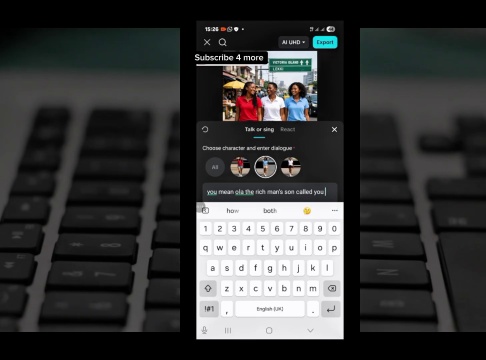 15:26
AI UHD
Export
Subscribe 4 more
VICTORIA ISLAND
LEKKI
Talk or sing React
Choose character and enter dialogue
All
you mean ola the rich man's son called you
how both
1 2 3 4 5 6 7 8 9 0
q w e r t y u i o p
a s d f g h j k l
z x c v b n m
!#1 , English (UK) .